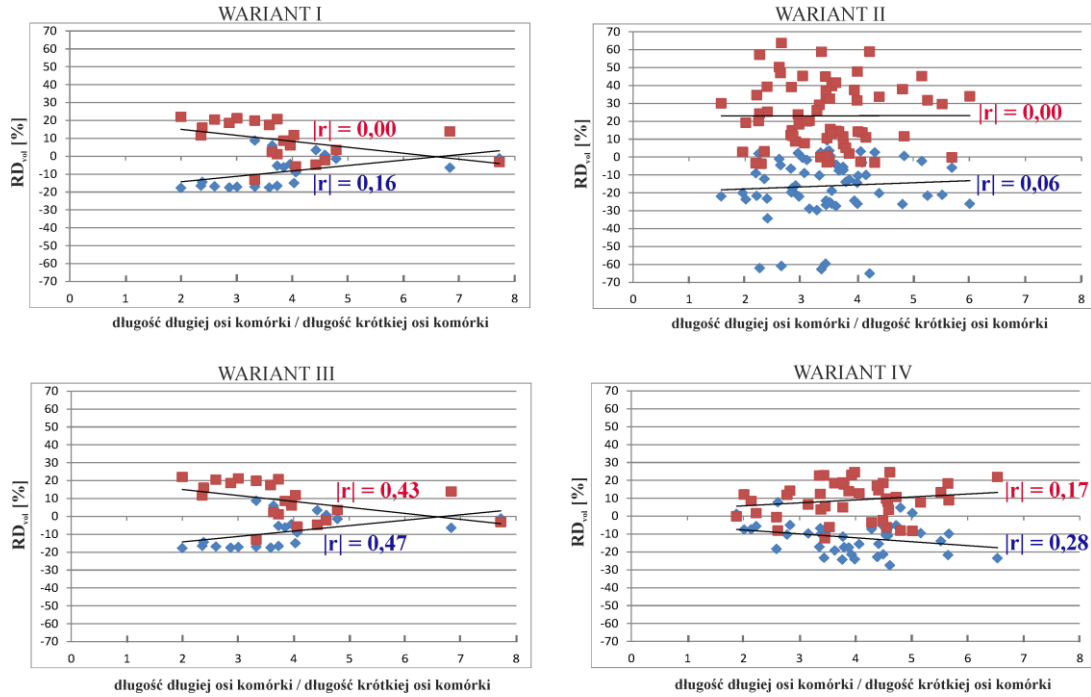 WARIANT I
RD_vol [%]
70
60
50
40
30
20
10
0
-10
-20
-30
-40
-50
-60
-70
|r| = 0,00
|r| = 0,16
0 1 2 3 4 5 6 7 8
długość długiej osi komórki / długość krótkiej osi komórki
WARIANT II
RD_vol [%]
70
60
50
40
30
20
10
0
-10
-20
-30
-40
-50
-60
-70
|r| = 0,00
|r| = 0,06
0 1 2 3 4 5 6 7 8
długość długiej osi komórki / długość krótkiej osi komórki
WARIANT III
RD_vol [%]
70
60
50
40
30
20
10
0
-10
-20
-30
-40
-50
-60
-70
|r| = 0,43
|r| = 0,47
0 1 2 3 4 5 6 7 8
długość długiej osi komórki / długość krótkiej osi komórki
WARIANT IV
RD_vol [%]
70
60
50
40
30
20
10
0
-10
-20
-30
-40
-50
-60
-70
|r| = 0,17
|r| = 0,28
0 1 2 3 4 5 6 7 8
długość długiej osi komórki / długość krótkiej osi komórki